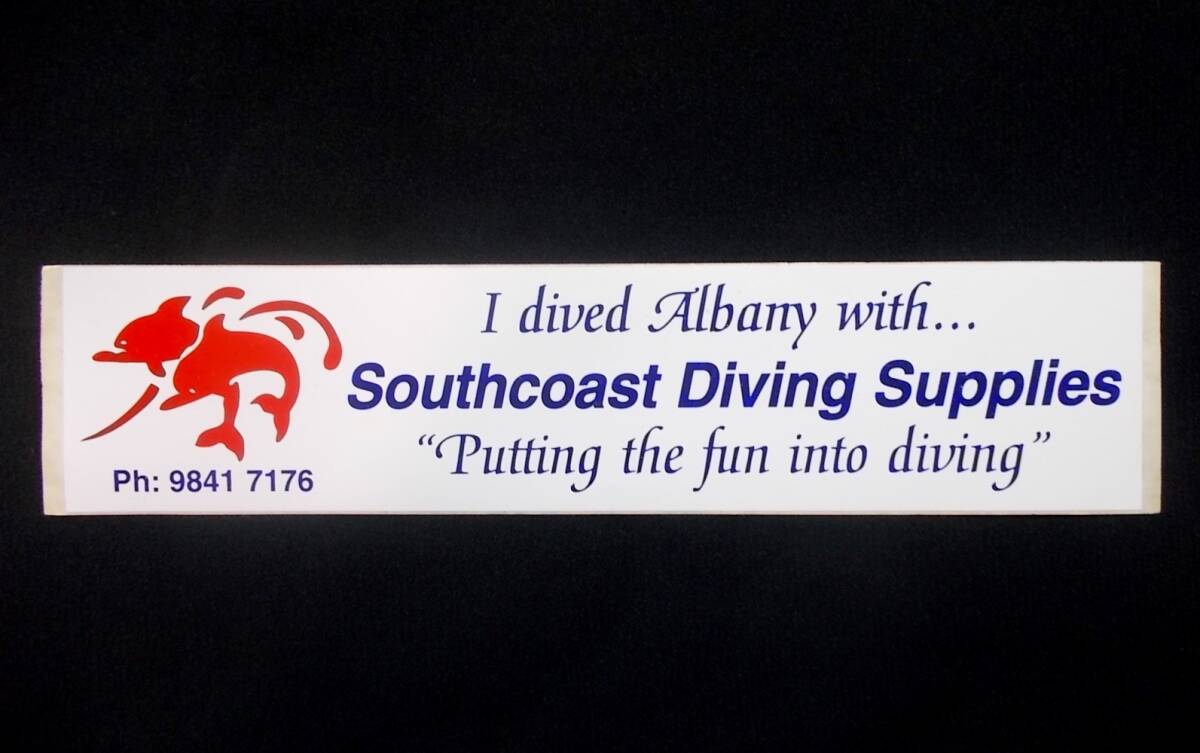 I dived Albany with...
Southcoast Diving Supplies
“Putting the fun into diving”
Ph: 9841 7176